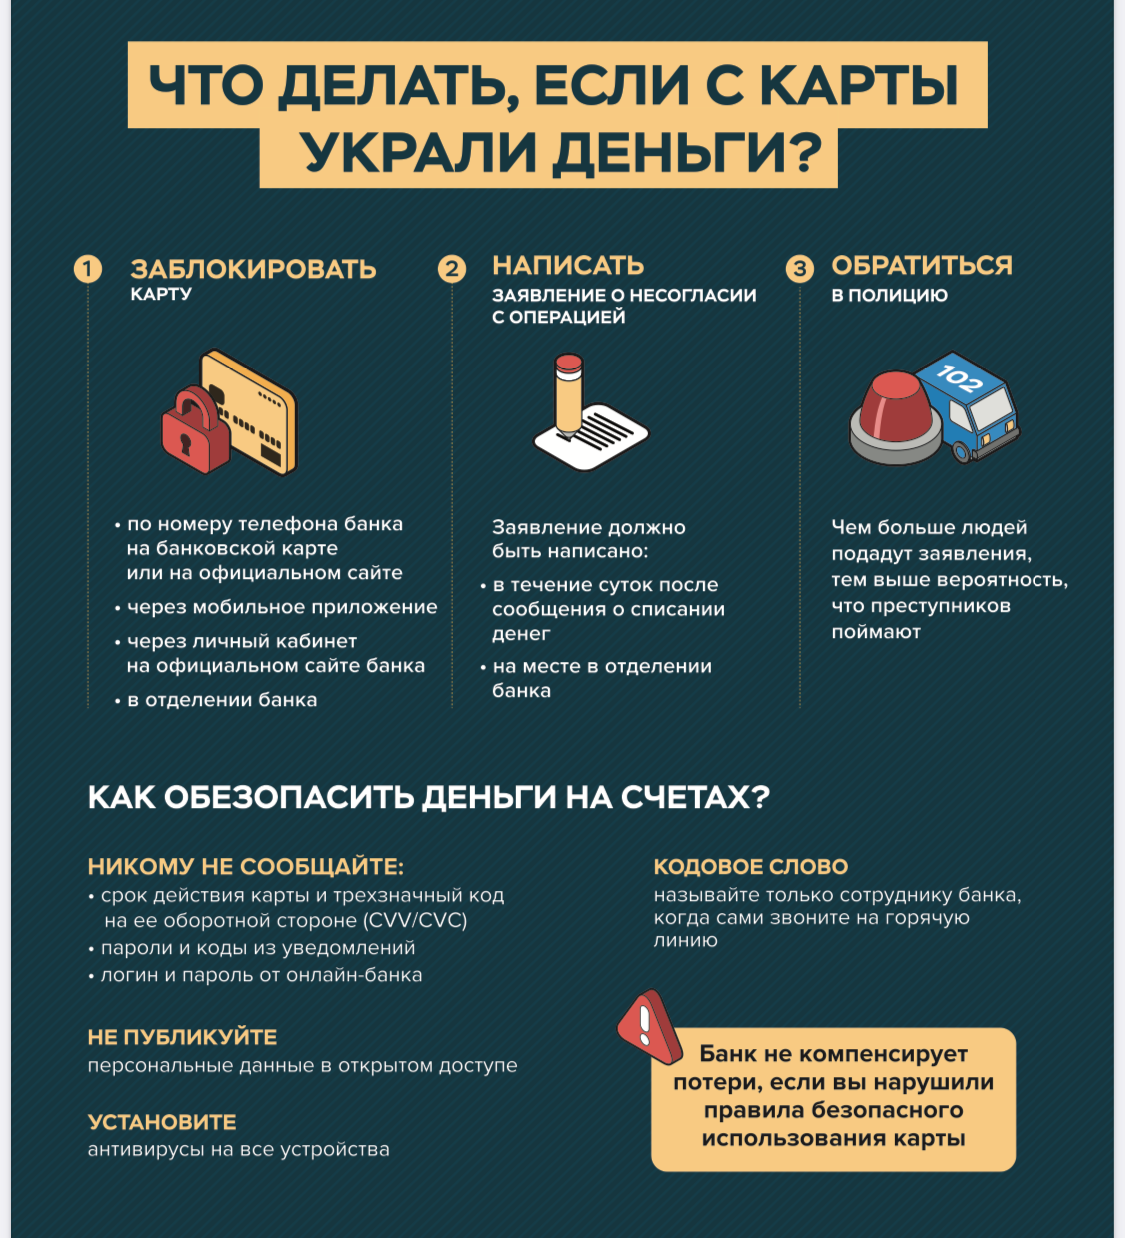 ЧТО ДЕЛАТЬ, ЕСЛИ С КАРТЫ
УКРАЛИ ДЕНЬГИ?
1
ЗАБЛОКИРОВАТЬ
КАРТУ
• по номеру телефона банка
на банковской карте
или на официальном сайте
• через мобильное приложение
• через личный кабинет
на официальном сайте банка
• в отделении банка
2
НАПИСАТЬ
ЗАЯВЛЕНИЕ О НЕСОГЛАСИИ
С ОПЕРАЦИЕЙ
Заявление должно
быть написано:
• в течение суток после
сообщения о списании
денег
• на месте в отделении
банка
3
ОБРАТИТЬСЯ
В ПОЛИЦИЮ
102
Чем больше людей
подадут заявления,
тем выше вероятность,
что преступников
поймают
КАК ОБЕЗОПАСИТЬ ДЕНЬГИ НА СЧЕТАХ?
НИКОМУ НЕ СООБЩАЙТЕ:
• срок действия карты и трехзначный код
на ее оборотной стороне (CVV/CVC)
• пароли и коды из уведомлений
• логин и пароль от онлайн-банка
НЕ ПУБЛИКУЙТЕ
персональные данные в открытом доступе
УСТАНОВИТЕ
антивирусы на все устройства
КОДОВОЕ СЛОВО
называйте только сотруднику банка,
когда сами звоните на горячую
линию
!
Банк не компенсирует
потери, если вы нарушили
правила безопасного
использования карты